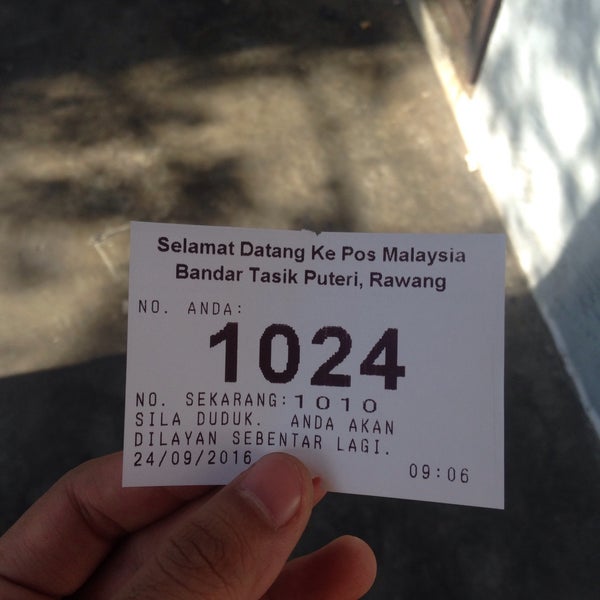 Selamat Datang Ke Pos Malaysia
Bandar Tasik Puteri, Rawang
NO. ANDA:
1024
NO. SEKARANG:1010
SILA DUDUK. ANDA AKAN
DILAYAN SEBENTAR LAGI.
24/09/2016 09:06